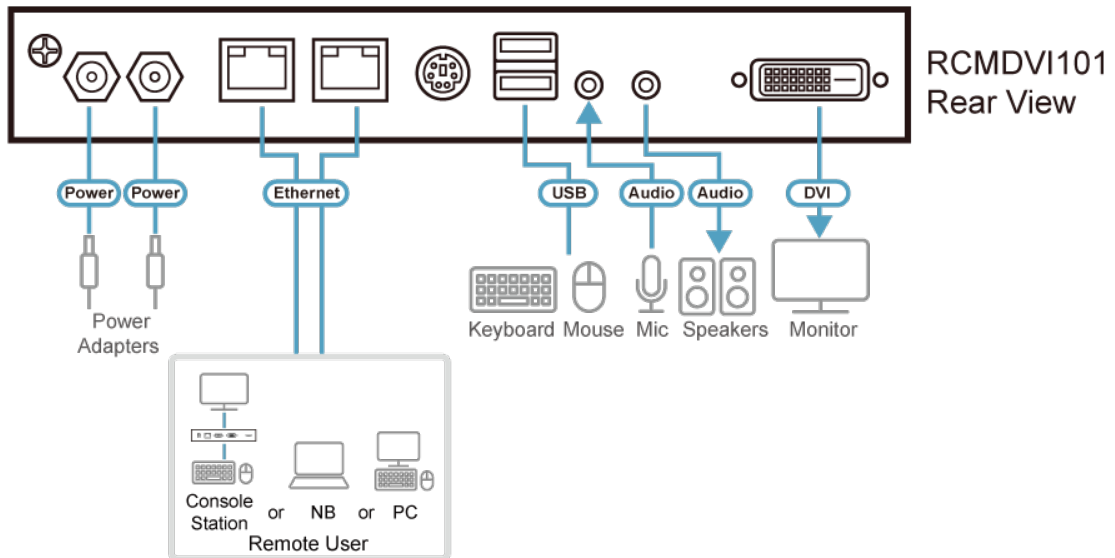 RCMDVI101
Rear View
Power
Power
Ethernet
USB
Audio
Audio
DVI
Power
Adapters
Keyboard
Mouse
Mic
Speakers
Monitor
Console
Station
or
NB
or
PC
Remote User